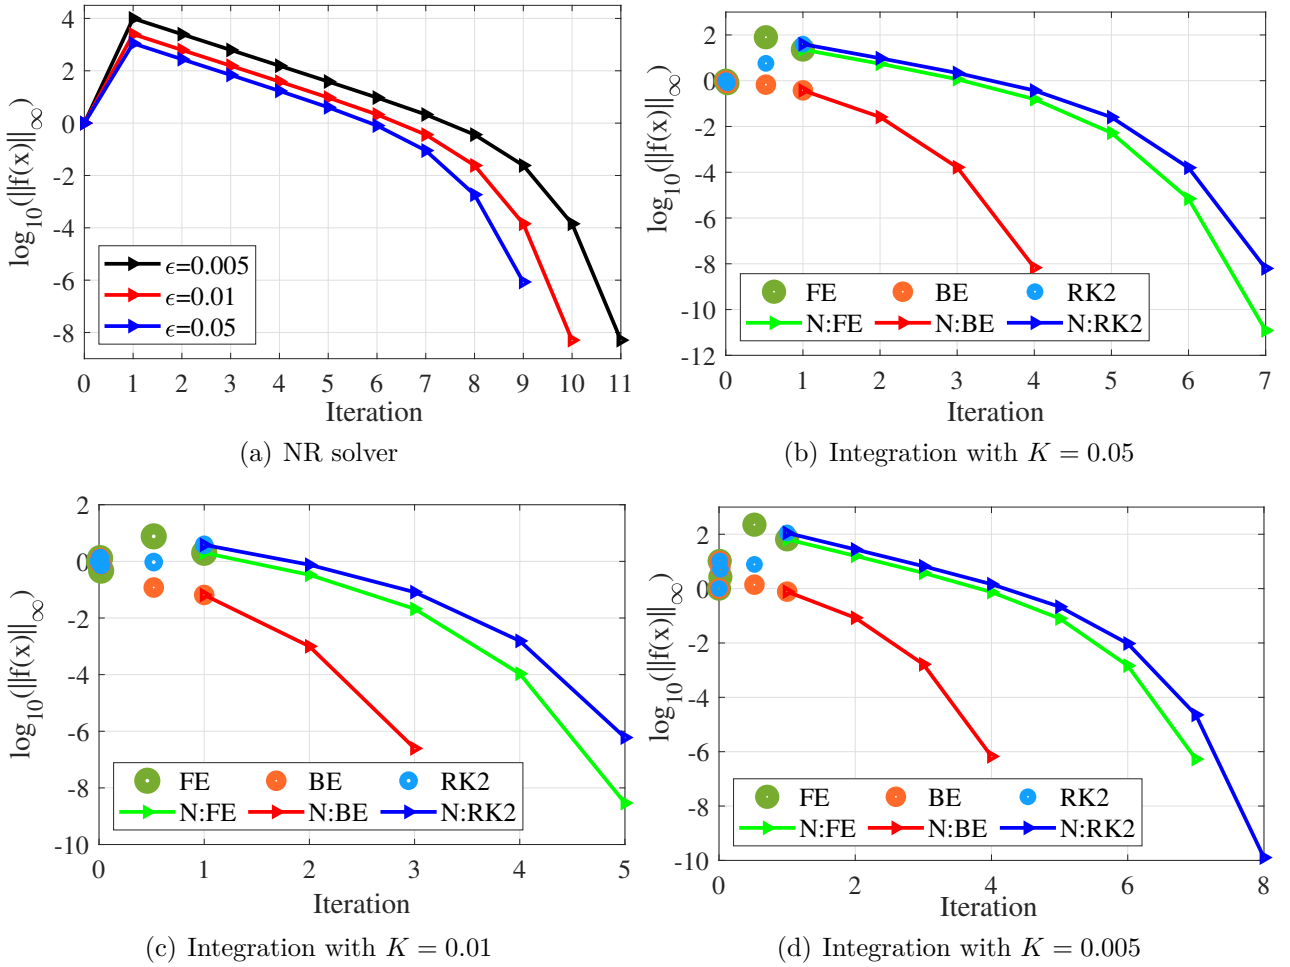 4
2
0
-2
-4
-6
-8
log10(||f(x)||∞)
ϵ=0.005
ϵ=0.01
ϵ=0.05
0 1 2 3 4 5 6 7 8 9 10 11
Iteration
(a) NR solver
2
0
-2
-4
-6
-8
-10
-12
log10(||f(x)||∞)
FE BE RK2
N:FE N:BE N:RK2
0 1 2 3 4 5 6 7
Iteration
(b) Integration with K = 0.05
2
0
-2
-4
-6
-8
-10
log10(||f(x)||∞)
FE BE RK2
N:FE N:BE N:RK2
0 1 2 3 4 5
Iteration
(c) Integration with K = 0.01
2
0
-2
-4
-6
-8
-10
log10(||f(x)||∞)
FE BE RK2
N:FE N:BE N:RK2
0 2 4 6 8
Iteration
(d) Integration with K = 0.005